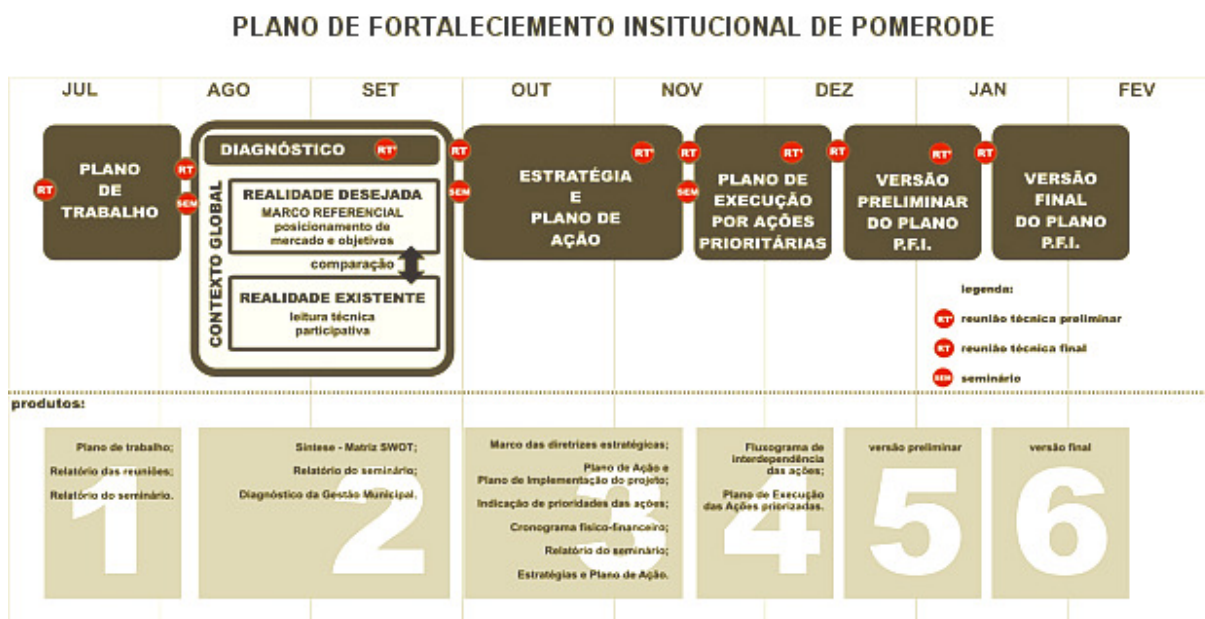 PLANO DE FORTALECIEMENTO INSITUCIONAL DE POMERODE
JUL
AGO
SET
OUT
NOV
DEZ
JAN
FEV
RT
PLANO
DE
TRABALHO
RT
SEM
CONTEXTO GLOBAL
DIAGNÓSTICO
RT'
REALIDADE DESEJADA
MARCO REFERENCIAL
posicionamento de
mercado e objetivos
comparação
REALIDADE EXISTENTE
leitura técnica
participativa
RT
SEM
RT'
ESTRATÉGIA
E
PLANO DE
AÇÃO
RT
SEM
RT'
PLANO DE
EXECUÇÃO
POR AÇÕES
PRIORITÁRIAS
RT
RT'
VERSÃO
PRELIMINAR
DO PLANO
P.F.I.
RT
VERSÃO
FINAL
DO PLANO
P.F.I.
legenda:
RT' reunião técnica preliminar
RT reunião técnica final
SEM seminário
produtos:
Plano de trabalho;
Relatório das reuniões;
Relatório do seminário.
1
Síntese - Matriz SWOT;
Relatório do seminário;
Diagnóstico da Gestão Municipal.
2
Marco das diretrizes estratégicas;
Plano de Ação e
Plano de Implementação do projeto;
Indicação de prioridades das ações;
Cronograma físico-financeiro;
Relatório do seminário;
Estratégias e Plano de Ação.
3
Fluxograma de
interdependência
das ações;
Plano de Execução
das Ações priorizadas.
4
versão preliminar
5
versão final
6